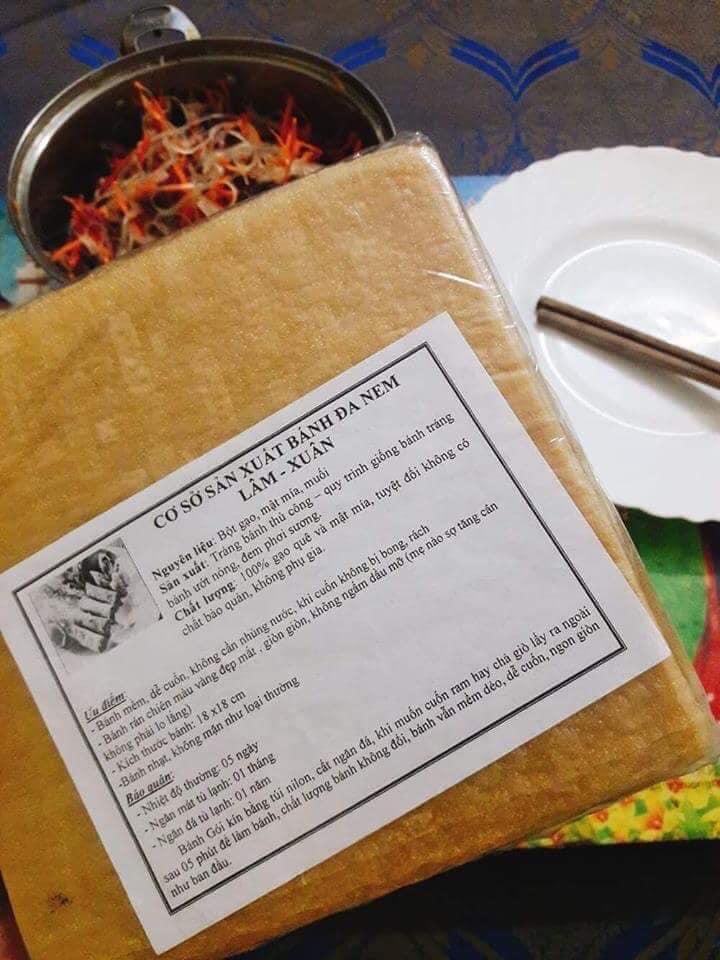 CƠ SỞ SẢN XUẤT BÁNH ĐA NEM
LÂM - XUÂN
Nguyên liệu: Bột gạo, mật mía, muối
Sản xuất: Tráng bánh thủ công – quy trình giống bánh tráng
bánh ướt nóng, đem phơi sương.
Chất lượng: 100% gạo quê và mật mía, tuyệt đối không có
chất bảo quản, không phụ gia.
Ưu điểm:
- Bánh mềm, dễ cuốn, không cần nhúng nước, khi cuốn không bị bong, rách
- Bánh rán chiên màu vàng đẹp mắt , giòn giòn, không ngấm dầu mỡ (mẹ nào sợ tăng cân
không phải lo lắng)
- Kích thước bánh: 18 x18 cm
-Bánh nhạt, không mặn như loại thường
Bảo quản:
- Nhiệt độ thường: 05 ngày
- Ngăn mát tủ lạnh: 01 tháng
- Ngăn đá tủ lạnh: 01 năm
Bánh Gói kín bằng túi nilon, cất ngăn đá, khi muốn cuốn ram hay chả giò lấy ra ngoài
sau 05 phút để làm bánh, chất lượng bánh không đổi, bánh vẫn mềm dẻo, dễ cuốn, ngon giòn
như ban đầu.